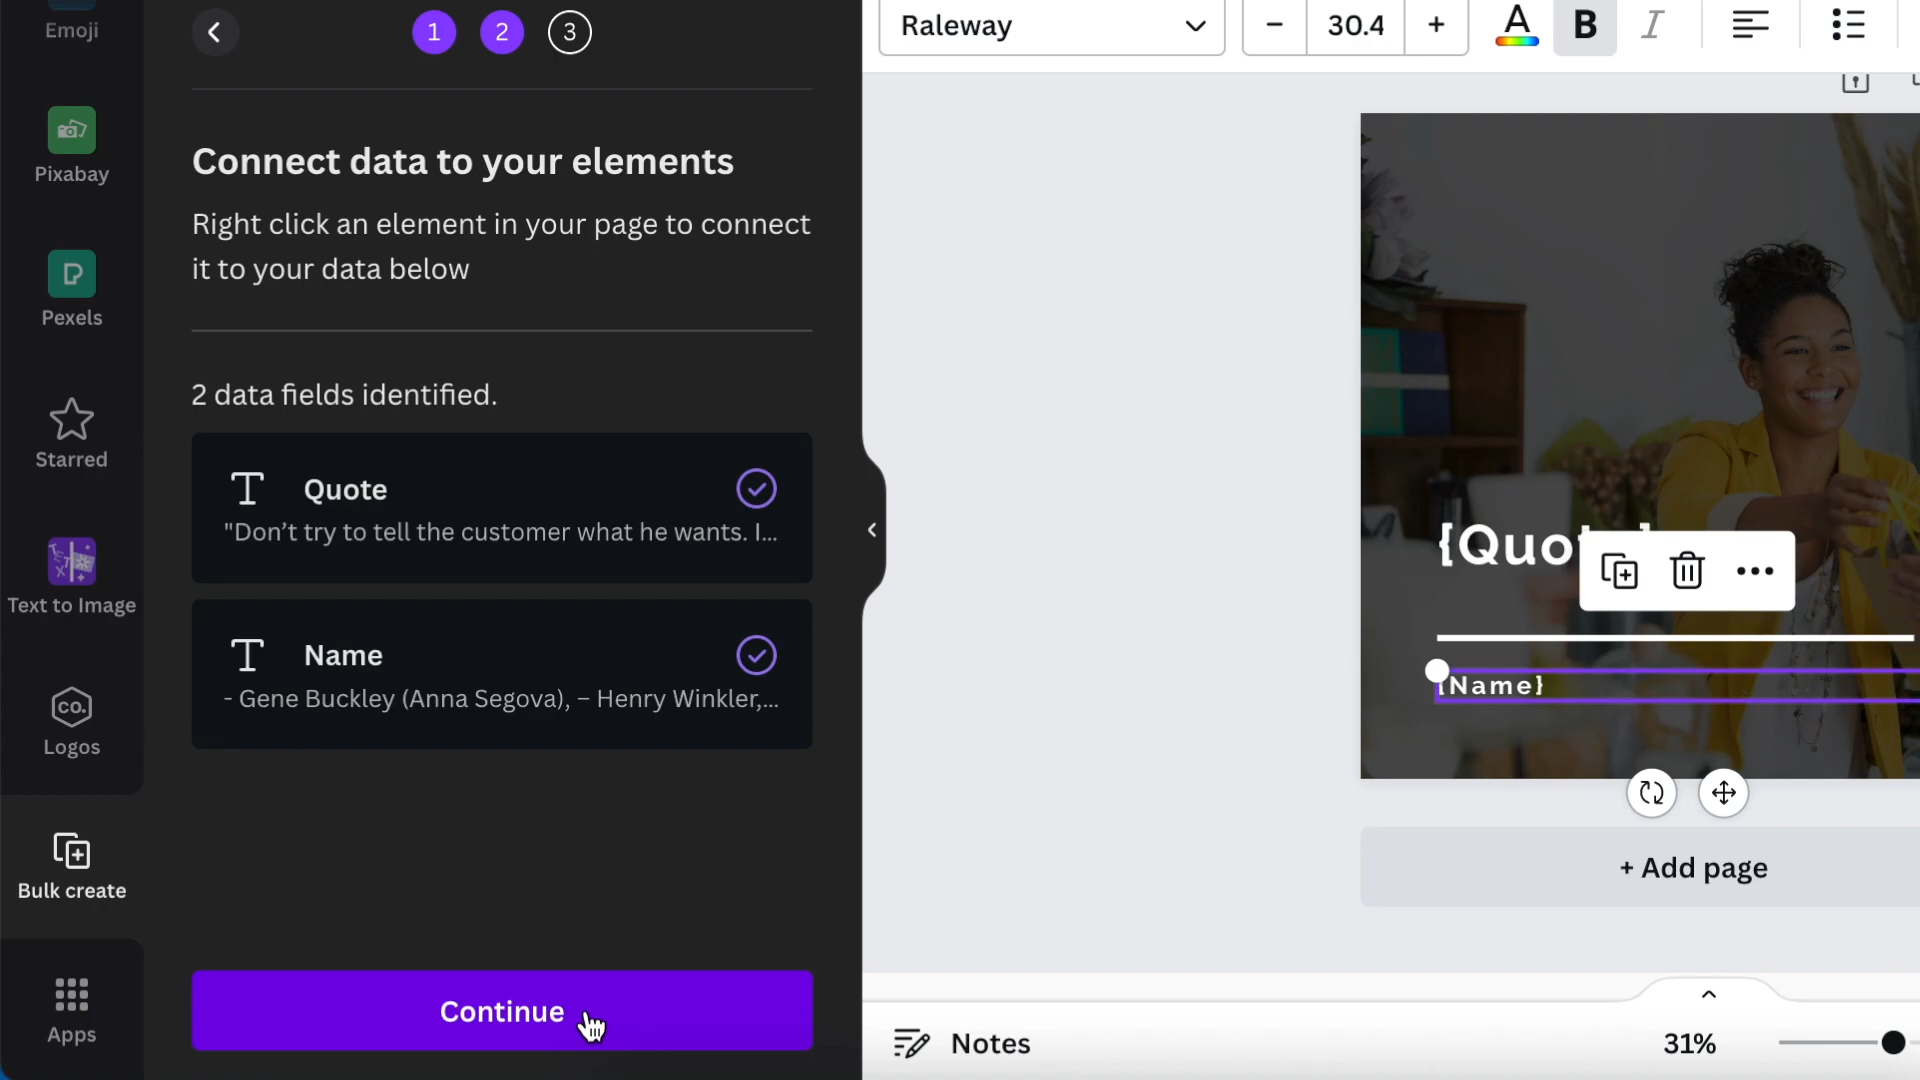 Emoji
Pixabay
Pexels
Starred
Text to Image
CO.
Logos
Bulk create
Apps
1 2 3
Connect data to your elements
Right click an element in your page to connect
it to your data below
2 data fields identified.
Quote
"Don’t try to tell the customer what he wants. I...
Name
- Gene Buckley (Anna Segova), – Henry Winkler,...
Continue
Raleway
30.4
A
B
I
{Name}
+ Add page
Notes
31%